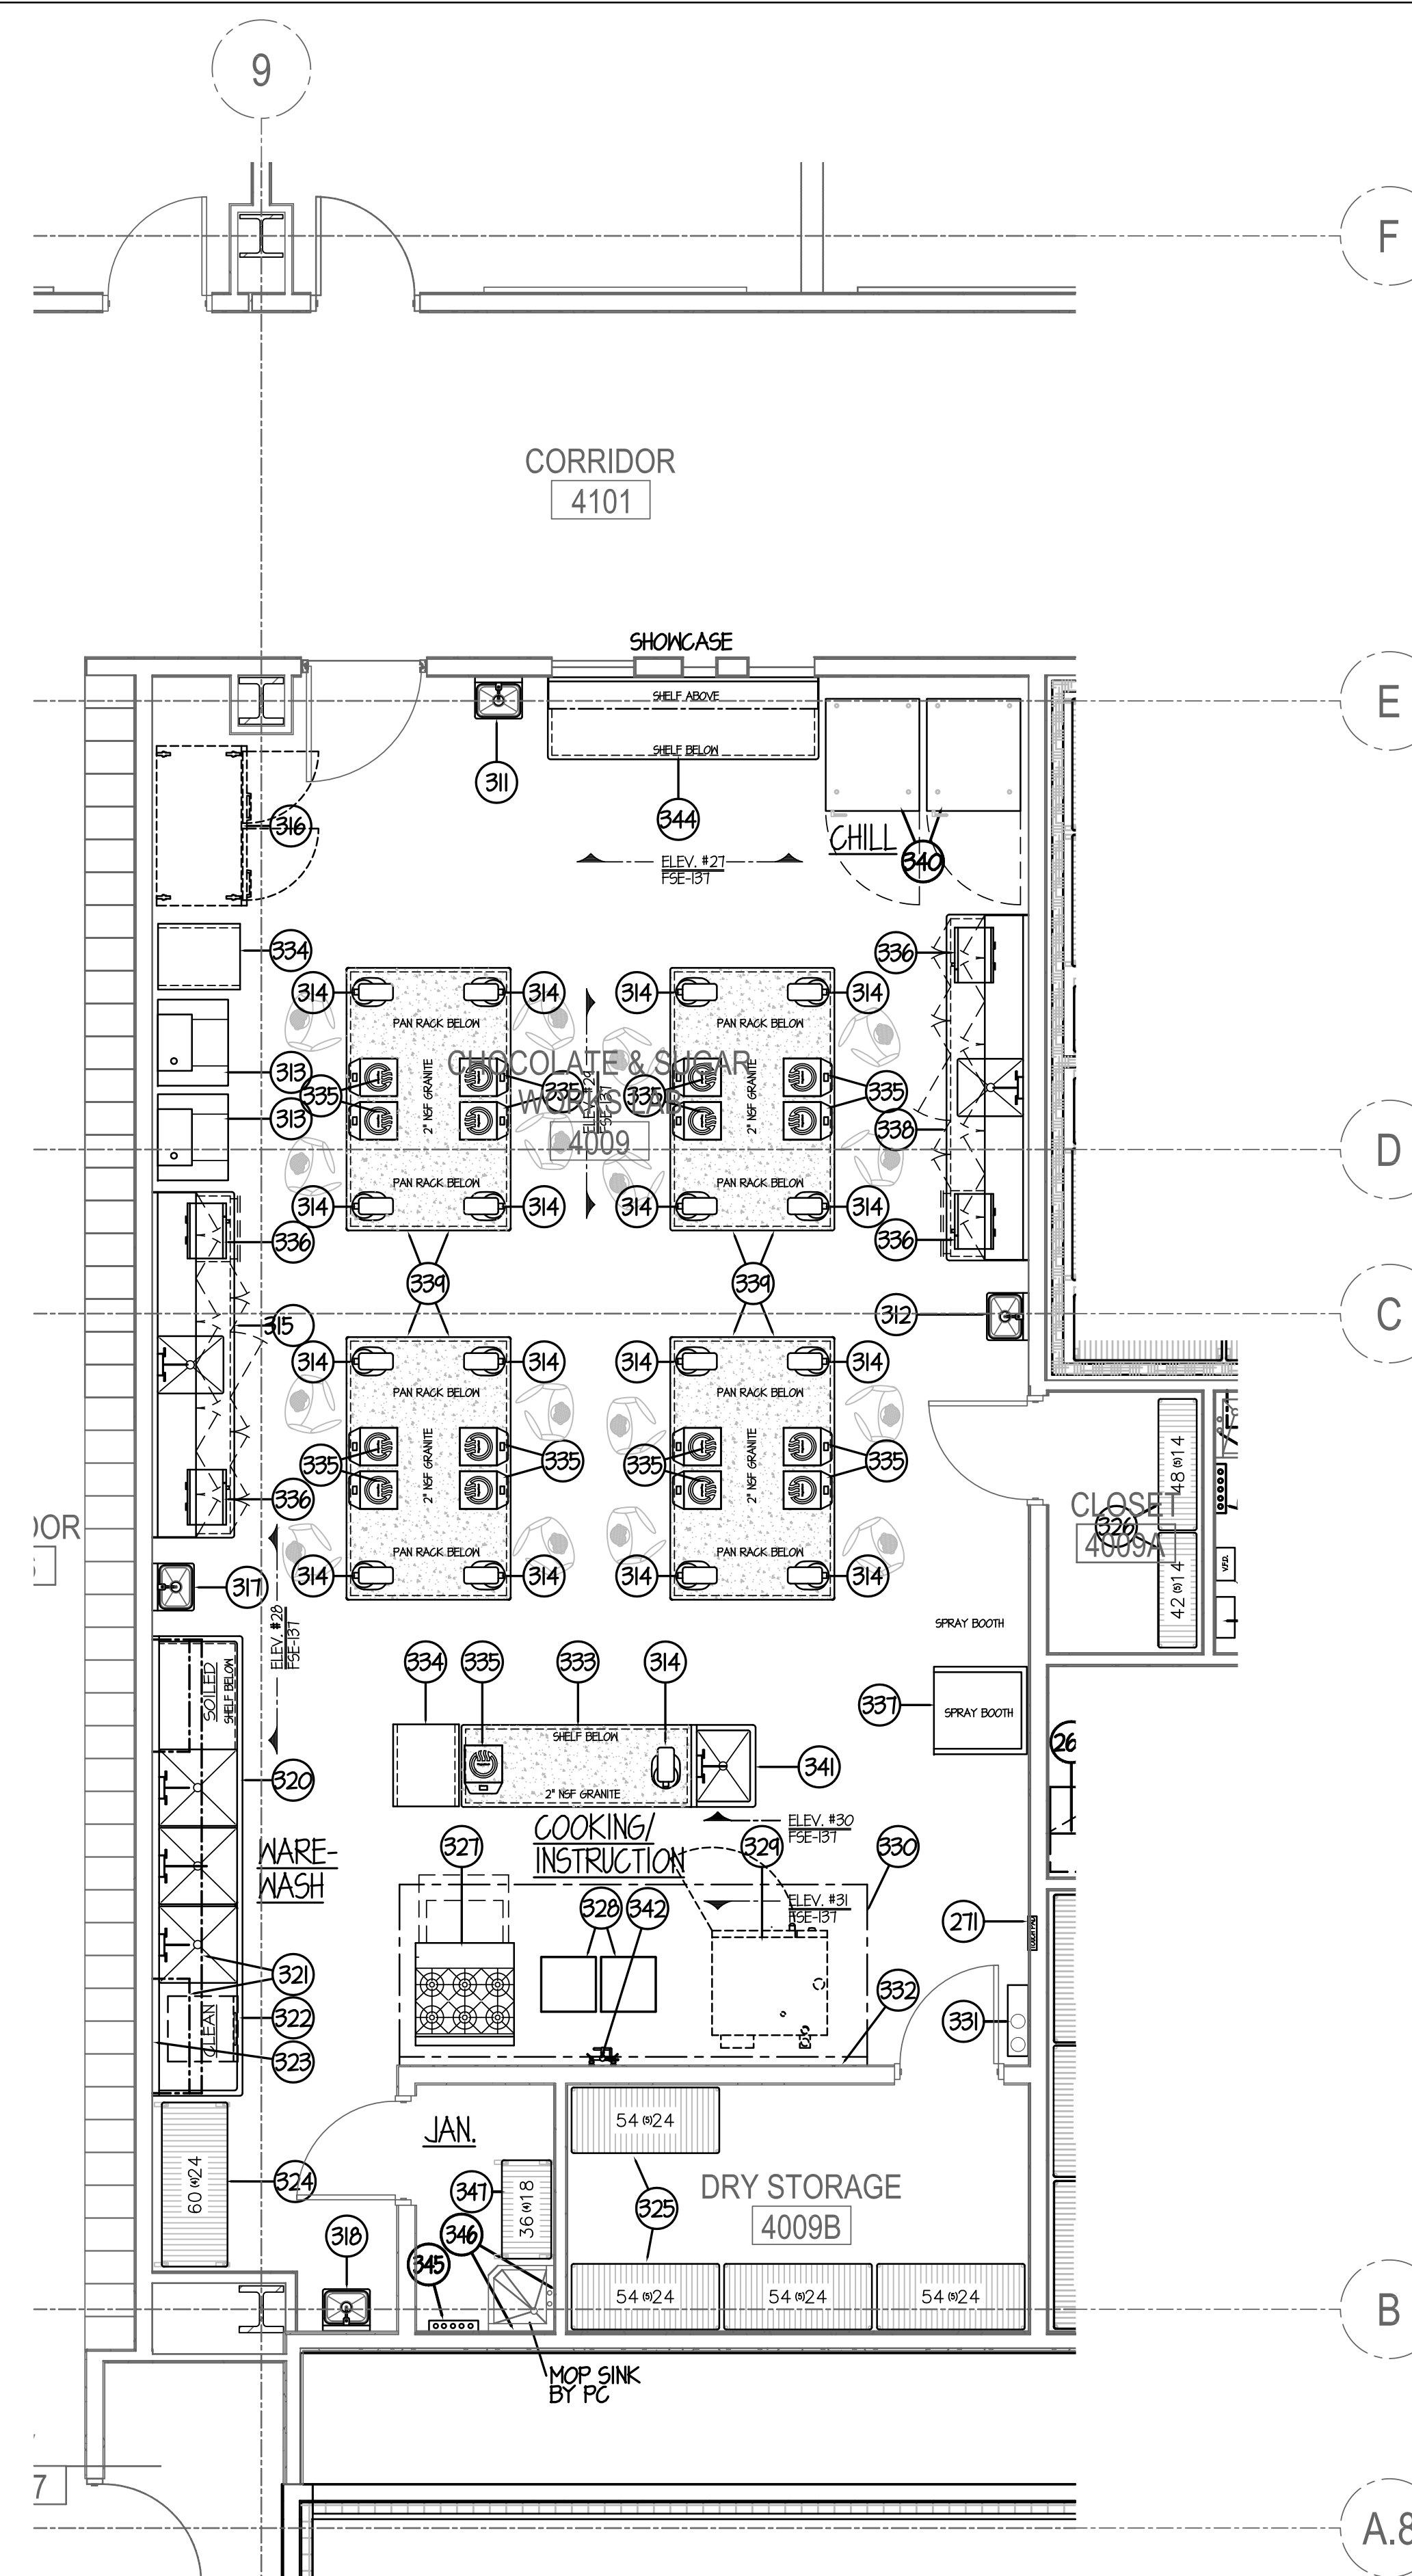 9
F
CORRIDOR
4101
SHOWCASE
SHELF ABOVE
E
SHELF BELOW
311
344
316
CHILL
340
ELEV. #27
FSE-137
334
336
314
314
314
314
PAN RACK BELOW
PAN RACK BELOW
CHOCOLATE & SUGAR
WORKS LAB
4009
313
335
335
335
335
2" NSF GRANITE
2" NSF GRANITE
ELEV. #29
FSE-137
313
338
D
PAN RACK BELOW
PAN RACK BELOW
314
314
314
314
336
336
339
339
315
312
C
314
314
314
314
PAN RACK BELOW
PAN RACK BELOW
48 (5) 14
335
335
335
335
2" NSF GRANITE
2" NSF GRANITE
336
CLOSET
326
4009A
DOR
PAN RACK BELOW
PAN RACK BELOW
V.F.D.
314
314
314
314
317
42 (5) 14
ELEV. #28
FSE-137
SPRAY BOOTH
SOILED
SHELF BELOW
334
335
333
314
337
SPRAY BOOTH
SHELF BELOW
26
320
341
2" NSF GRANITE
ELEV. #30
FSE-137
COOKING/
INSTRUCTION
WARE-
WASH
327
329
330
328
342
ELEV. #31
FSE-137
271
321
332
322
331
CLEAN
323
JAN.
54 (5) 24
60 (4) 24
324
347
36 (4) 18
DRY STORAGE
4009B
325
318
346
345
54 (5) 24
54 (5) 24
54 (5) 24
B
MOP SINK
BY PC
7
A.8